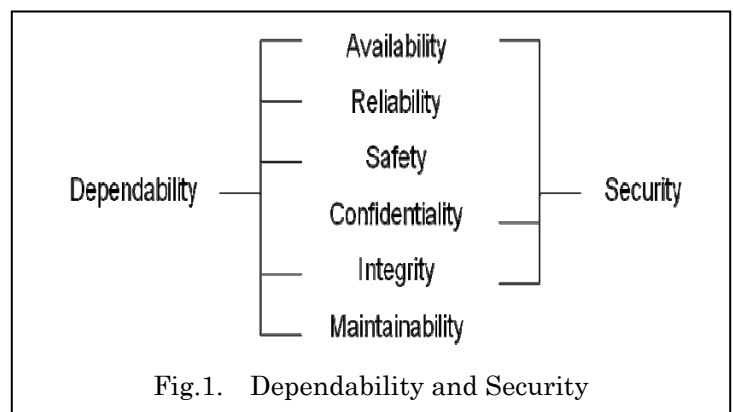 Availability
Reliability
Safety
Dependability
Security
Confidentiality
Integrity
Maintainability
Fig.1. Dependability and Security